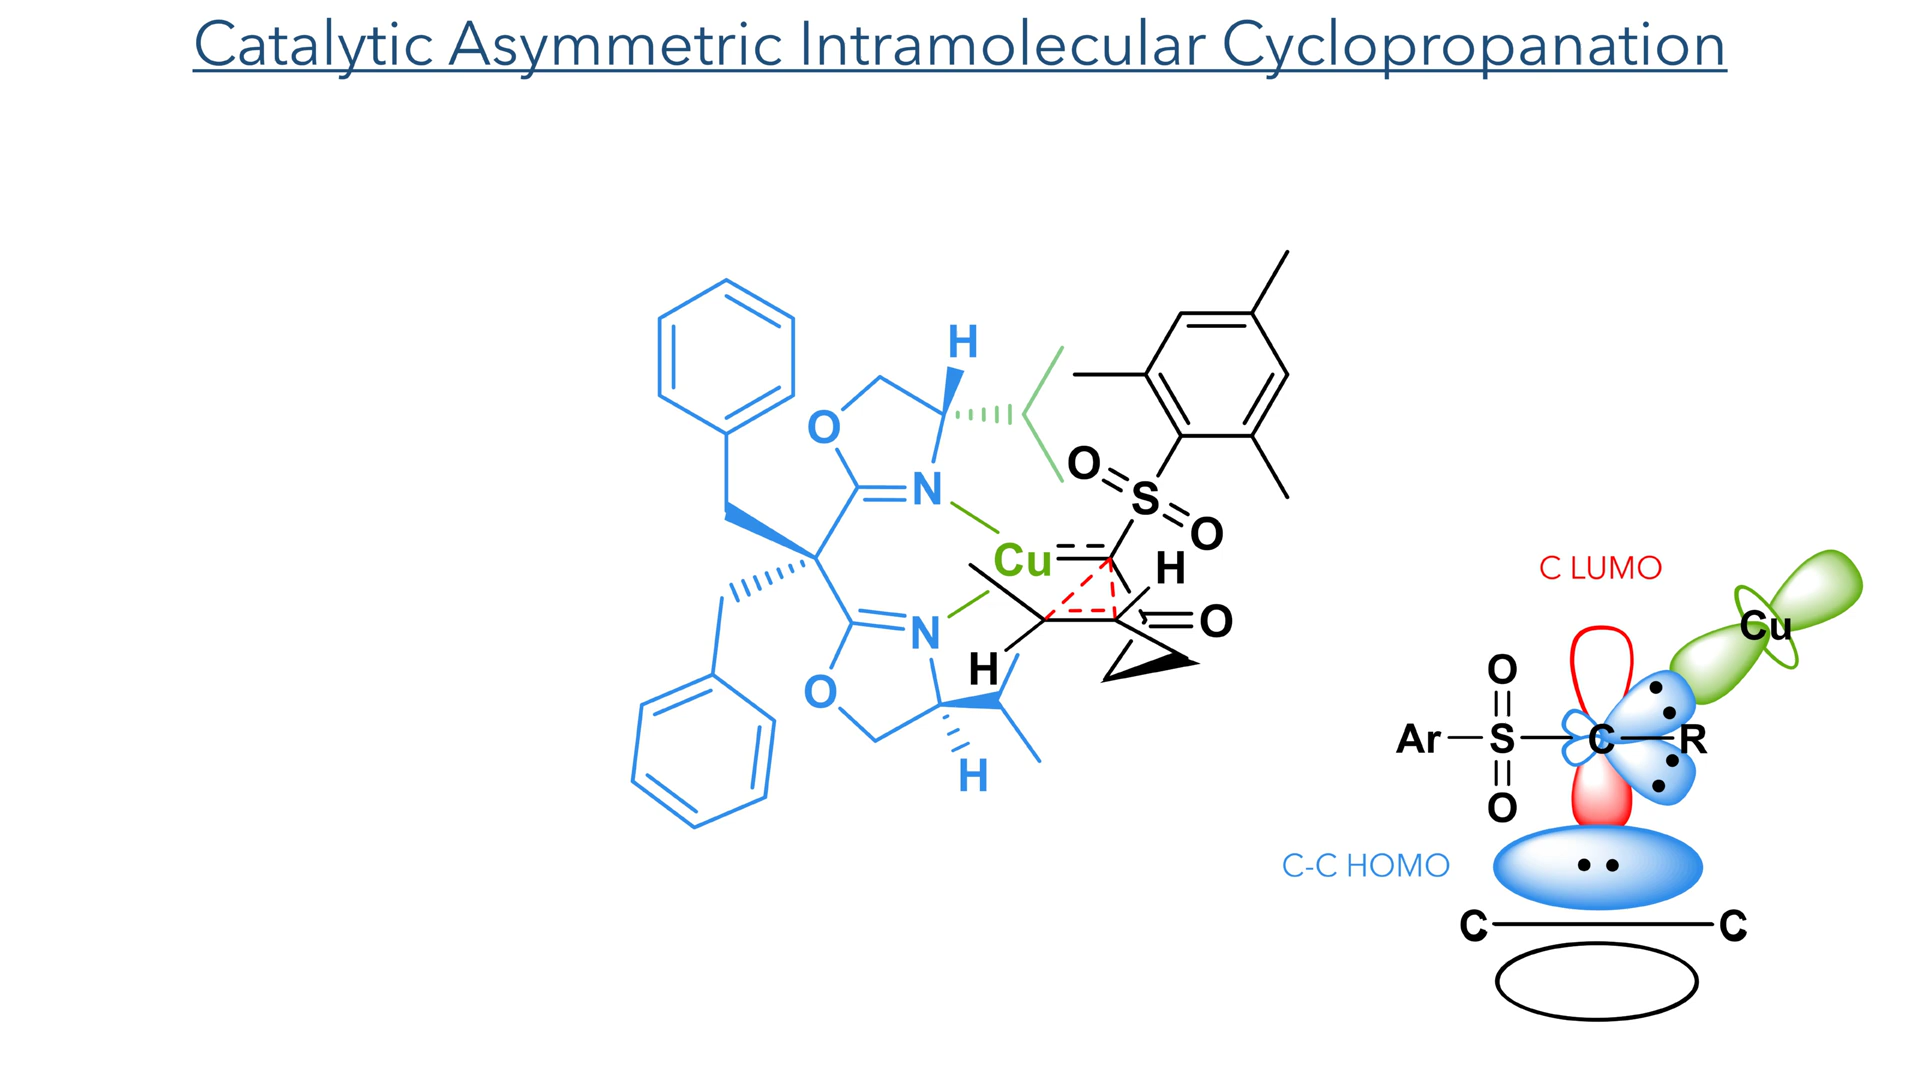 Catalytic Asymmetric Intramolecular Cyclopropanation
H
O
N
O
S
O
Cu
H
C LUMO
N
O
H
O
H
Cu
O
Ar
S
C
R
O
C-C HOMO
C
C